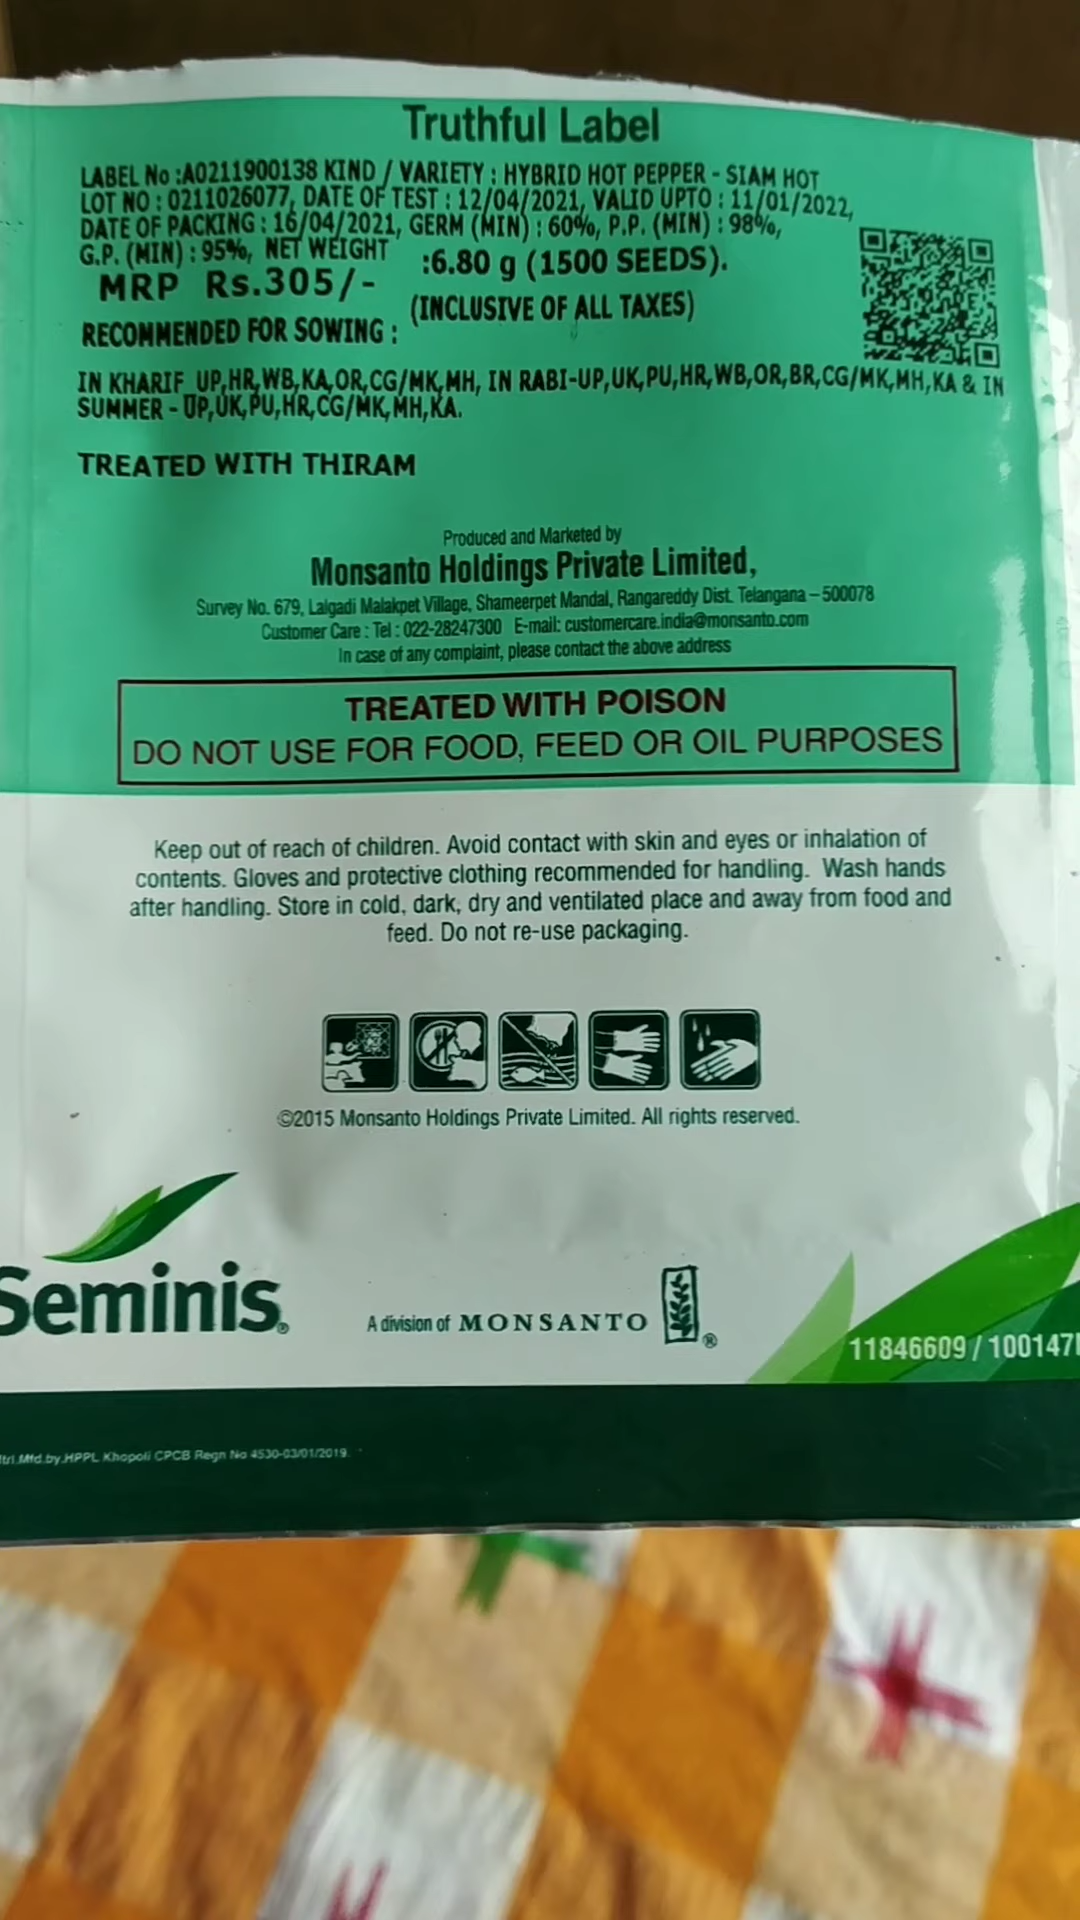 Truthful Label
LABEL No :A0211900138 KIND / VARIETY : HYBRID HOT PEPPER - SIAM HOT
LOT NO : 0211026077, DATE OF TEST : 12/04/2021, VALID UPTO : 11/01/2022,
DATE OF PACKING : 16/04/2021, GERM (MIN) : 60%, P.P. (MIN) : 98%,
G.P. (MIN) : 95%, NET WEIGHT :6.80 g (1500 SEEDS).
MRP Rs.305/- (INCLUSIVE OF ALL TAXES)
RECOMMENDED FOR SOWING :
IN KHARIF UP,HR,WB,KA,OR,CG/MK,MH, IN RABI-UP,UK,PU,HR,WB,OR,BR,CG/MK,MH,KA & IN
SUMMER - UP,UK,PU,HR,CG/MK,MH,KA.
TREATED WITH THIRAM
Produced and Marketed by
Monsanto Holdings Private Limited,
Survey No. 679, Lalgadi Malakpet Village, Shameerpet Mandal, Rangareddy Dist. Telangana – 500078
Customer Care : Tel : 022-28247300 E-mail: customercare.india@monsanto.com
In case of any complaint, please contact the above address
TREATED WITH POISON
DO NOT USE FOR FOOD, FEED OR OIL PURPOSES
Keep out of reach of children. Avoid contact with skin and eyes or inhalation of
contents. Gloves and protective clothing recommended for handling. Wash hands
after handling. Store in cold, dark, dry and ventilated place and away from food and
feed. Do not re-use packaging.
©2015 Monsanto Holdings Private Limited. All rights reserved.
Seminis®
A division of MONSANTO ®
11846609 / 100147
Mfd.by.HPPL Khopoli CPCB Regn No 4530-03/01/2019.